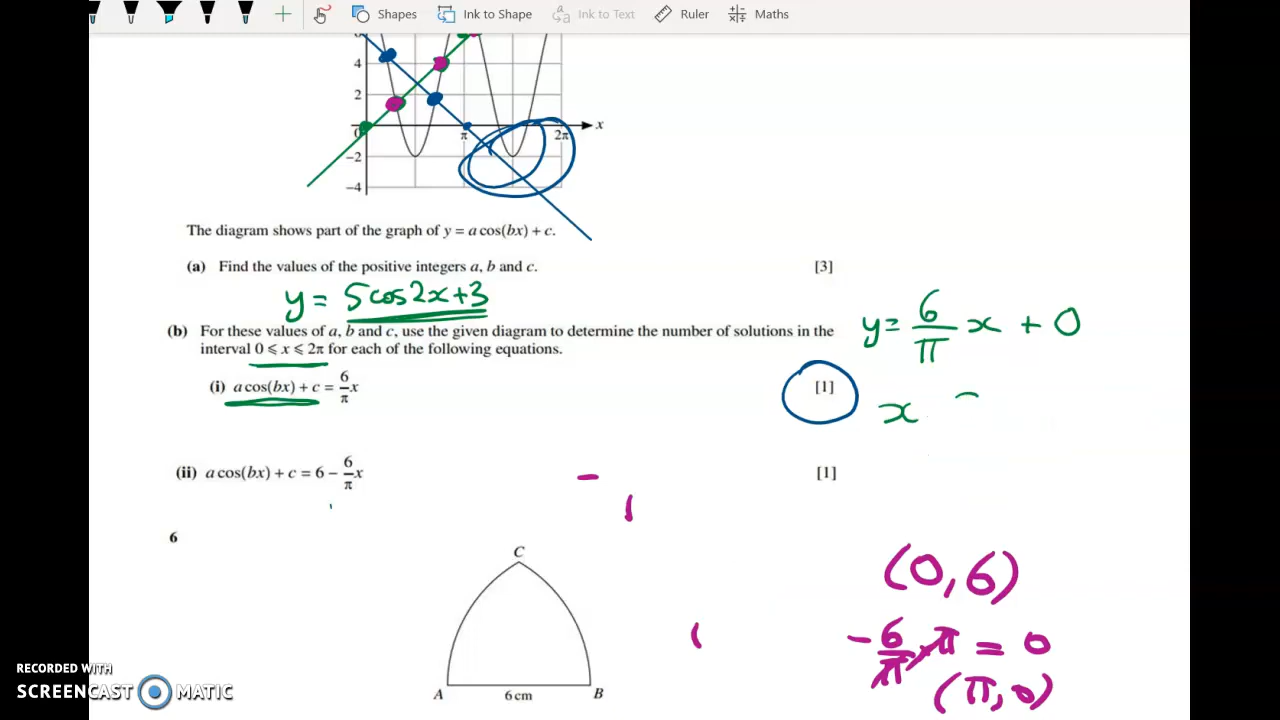 Shapes Ink to Shape Ink to Text Ruler Maths
4
2
0 π 2π x
−2
−4
The diagram shows part of the graph of y = a cos(bx) + c.
(a) Find the values of the positive integers a, b and c. [3]
y = 5cos2x+3
(b) For these values of a, b and c, use the given diagram to determine the number of solutions in the
interval 0 ⩽ x ⩽ 2π for each of the following equations.
y = 6/π x + 0
(i) a cos(bx) + c = 6/π x [1]
x
(ii) a cos(bx) + c = 6 − 6/π x [1]
6
C
(0,6)
−6/π · π = 0
(π, 0)
A 6 cm B
RECORDED WITH
SCREENCAST MATIC